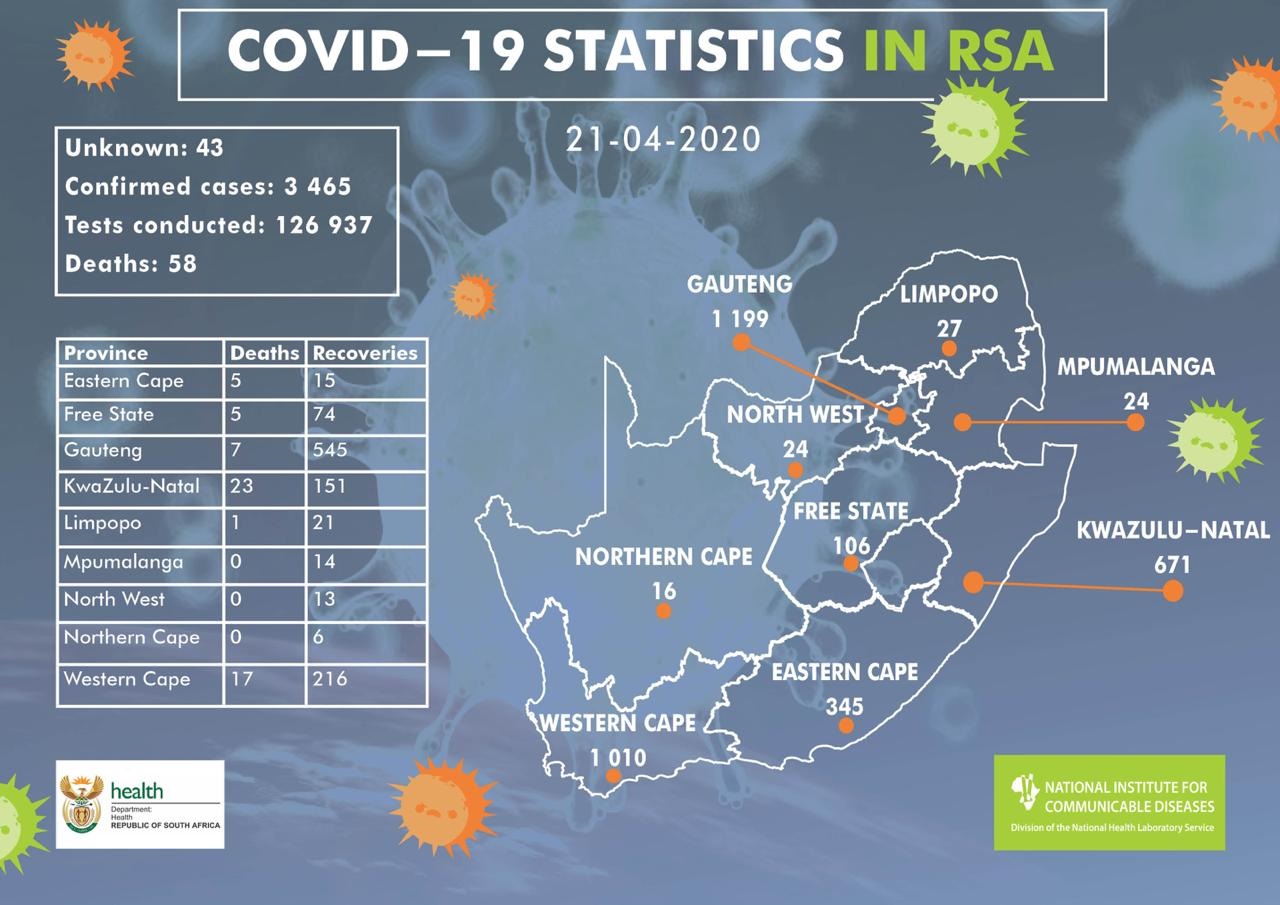 COVID–19 STATISTICS IN RSA
21-04-2020
Unknown: 43
Confirmed cases: 3 465
Tests conducted: 126 937
Deaths: 58
Province Deaths Recoveries
Eastern Cape 5 15
Free State 5 74
Gauteng 7 545
KwaZulu-Natal 23 151
Limpopo 1 21
Mpumalanga 0 14
North West 0 13
Northern Cape 0 6
Western Cape 17 216
GAUTENG
1 199
LIMPOPO
27
MPUMALANGA
24
NORTH WEST
24
FREE STATE
106
KWAZULU–NATAL
671
NORTHERN CAPE
16
EASTERN CAPE
345
WESTERN CAPE
1 010
health
Department:
Health
REPUBLIC OF SOUTH AFRICA
NATIONAL INSTITUTE FOR
COMMUNICABLE DISEASES
Division of the National Health Laboratory Service